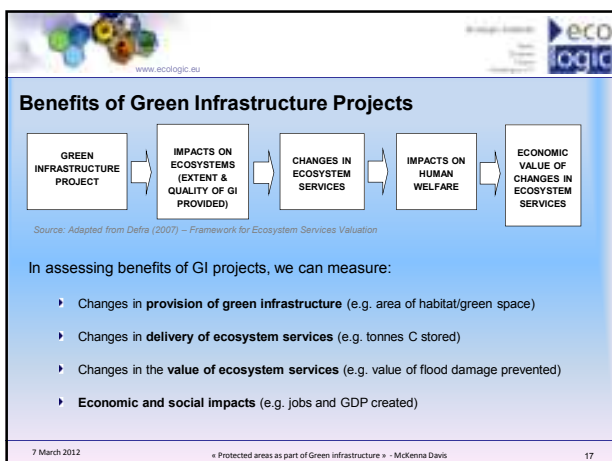 www.ecologic.eu
eco
logic
Benefits of Green Infrastructure Projects
GREEN
INFRASTRUCTURE
PROJECT
IMPACTS ON
ECOSYSTEMS
(EXTENT &
QUALITY OF GI
PROVIDED)
CHANGES IN
ECOSYSTEM
SERVICES
IMPACTS ON
HUMAN
WELFARE
ECONOMIC
VALUE OF
CHANGES IN
ECOSYSTEM
SERVICES
Source: Adapted from Defra (2007) – Framework for Ecosystem Services Valuation
In assessing benefits of GI projects, we can measure:
Changes in provision of green infrastructure (e.g. area of habitat/green space)
Changes in delivery of ecosystem services (e.g. tonnes C stored)
Changes in the value of ecosystem services (e.g. value of flood damage prevented)
Economic and social impacts (e.g. jobs and GDP created)
7 March 2012
« Protected areas as part of Green infrastructure » - McKenna Davis
17